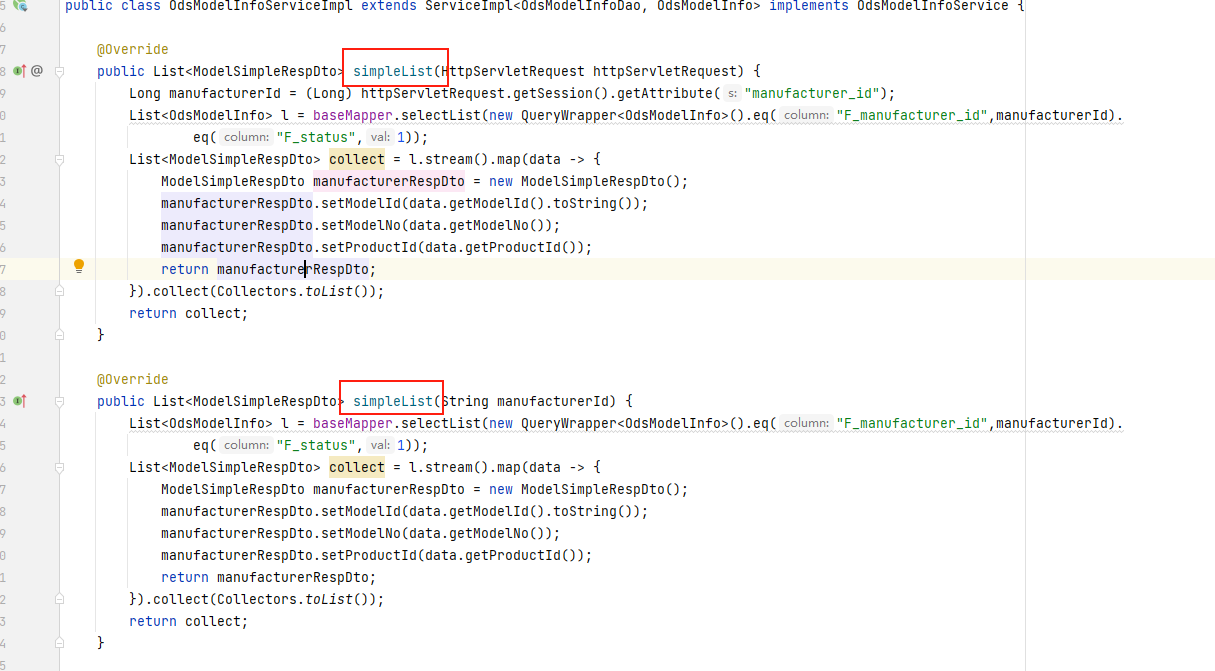 public class OdsModelInfoServiceImpl extends ServiceImpl<OdsModelInfoDao, OdsModelInfo> implements OdsModelInfoService {
@Override
public List<ModelSimpleRespDto> simpleList(HttpServletRequest httpServletRequest) {
Long manufacturerId = (Long) httpServletRequest.getSession().getAttribute( s: "manufacturer_id");
List<OdsModelInfo> l = baseMapper.selectList(new QueryWrapper<OdsModelInfo>().eq( column: "F_manufacturer_id",manufacturerId).
eq( column: "F_status", val: 1));
List<ModelSimpleRespDto> collect = l.stream().map(data -> {
ModelSimpleRespDto manufacturerRespDto = new ModelSimpleRespDto();
manufacturerRespDto.setModelId(data.getModelId().toString());
manufacturerRespDto.setModelNo(data.getModelNo());
manufacturerRespDto.setProductId(data.getProductId());
return manufacturerRespDto;
}).collect(Collectors.toList());
return collect;
}
@Override
public List<ModelSimpleRespDto> simpleList(String manufacturerId) {
List<OdsModelInfo> l = baseMapper.selectList(new QueryWrapper<OdsModelInfo>().eq( column: "F_manufacturer_id",manufacturerId).
eq( column: "F_status", val: 1));
List<ModelSimpleRespDto> collect = l.stream().map(data -> {
ModelSimpleRespDto manufacturerRespDto = new ModelSimpleRespDto();
manufacturerRespDto.setModelId(data.getModelId().toString());
manufacturerRespDto.setModelNo(data.getModelNo());
manufacturerRespDto.setProductId(data.getProductId());
return manufacturerRespDto;
}).collect(Collectors.toList());
return collect;
}